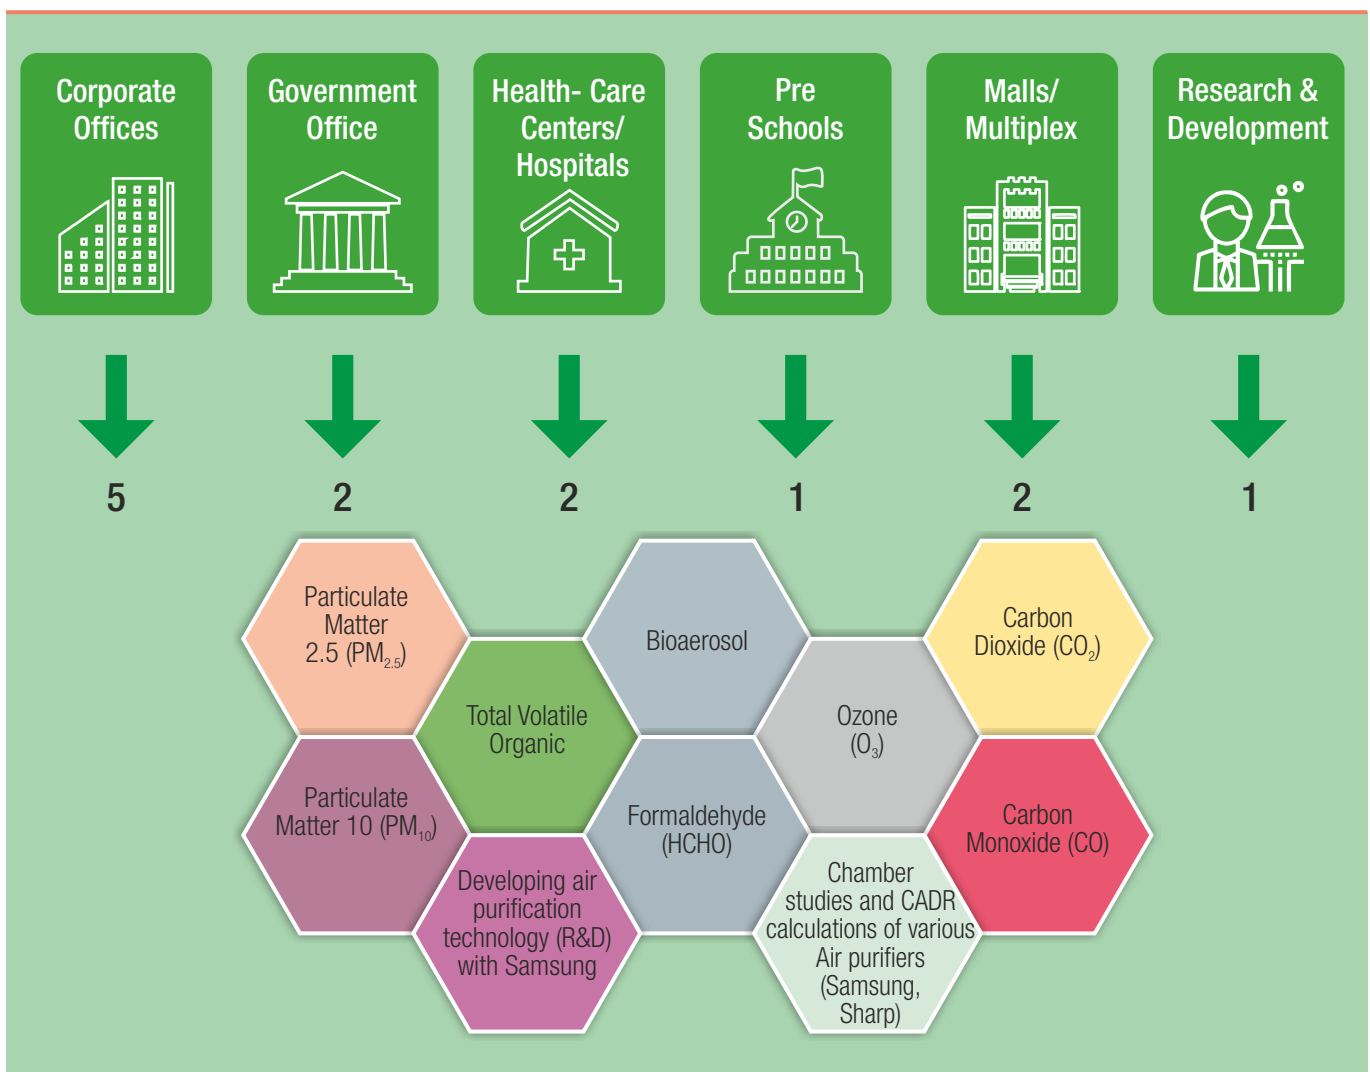 Corporate
Offices
Government
Office
Health- Care
Centers/
Hospitals
Pre
Schools
Malls/
Multiplex
Research &
Development
5
2
2
1
2
1
Particulate
Matter
2.5 (PM₂.₅)
Bioaerosol
Carbon
Dioxide (CO₂)
Total Volatile
Organic
Ozone
(O₃)
Particulate
Matter 10 (PM₁₀)
Formaldehyde
(HCHO)
Carbon
Monoxide (CO)
Developing air
purification
technology (R&D)
with Samsung
Chamber
studies and CADR
calculations of various
Air purifiers
(Samsung,
Sharp)